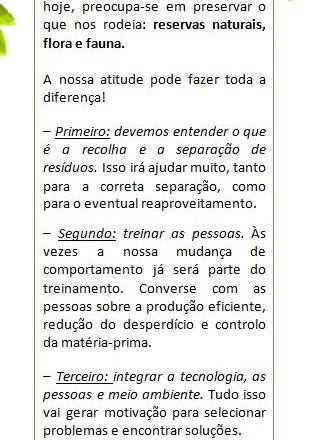 hoje, preocupa-se em preservar o
que nos rodeia: reservas naturais,
flora e fauna.
A nossa atitude pode fazer toda a
diferença!
– Primeiro: devemos entender o que
é a recolha e a separação de
resíduos. Isso irá ajudar muito, tanto
para a correta separação, como
para o eventual reaproveitamento.
– Segundo: treinar as pessoas. Às
vezes a nossa mudança de
comportamento já será parte do
treinamento. Converse com as
pessoas sobre a produção eficiente,
redução do desperdício e controlo
da matéria-prima.
– Terceiro: integrar a tecnologia, as
pessoas e meio ambiente. Tudo isso
vai gerar motivação para selecionar
problemas e encontrar soluções.